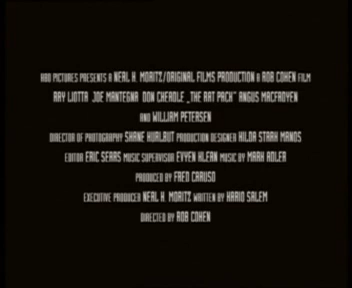 ABO PICTURES PRESENTS A NEAL H. MORITZ/ORIGINAL FILMS PRODUCTION A ROB COHEN FILM
RAY LIOTTA JOE MANTEGNA DON CHEADLE „THE RAT PACK" ANGUS MACFADYEN
AND WILLIAM PETERSEN
DIRECTOR OF PHOTOGRAPHY SHANE HURLBUT PRODUCTION DESIGNER HILDA STARK MANOS
EDITOR ERIC SEARS MUSIC SUPERVISOR EVYEN KLEAN MUSIC BY MARK ADLER
PRODUCED BY FRED CARUSO
EXECUTIVE PRODUCER NEAL H. MORITZ WRITTEN BY KARIO SALEM
DIRECTED BY ROB COHEN